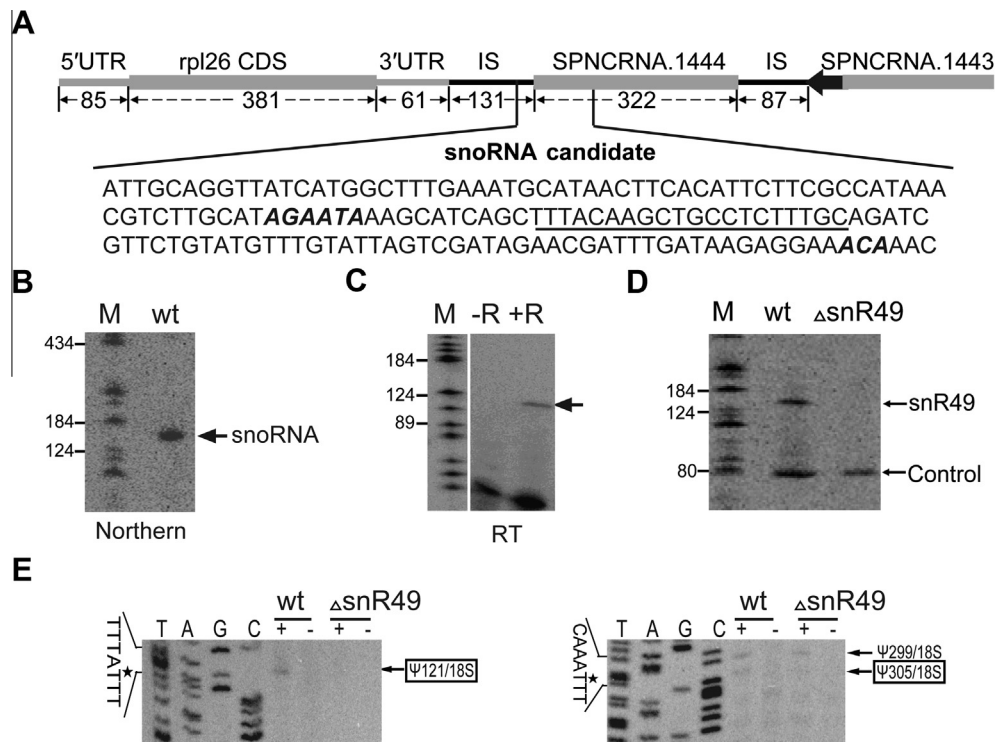 A
5′UTR rpl26 CDS 3′UTR IS SPNCRNA.1444 IS SPNCRNA.1443
85 381 61 131 322 87
snoRNA candidate
ATTGCAGGTTATCATGGCTTTGAAATGCATAACTTCACATTCTTCGCCATAAA
CGTCTTGCATAGAATAAAGCATCAGCTTTACAAGCTGCCTCTTTGCAGATC
GTTCTGTATGTTTGTATTAGTCGATAGAACGATTTGATAAGAGGAAACAAAC
B
M wt
434
184
124
snoRNA
Northern
C
M -R +R
184
124
89
RT
D
M wt △snR49
184
124
80
snR49
Control
E
wt △snR49
T A G C + - + -
TTTATTT
★
Ψ121/18S
wt △snR49
T A G C + - + -
CAAATTT
★
Ψ299/18S
Ψ305/18S